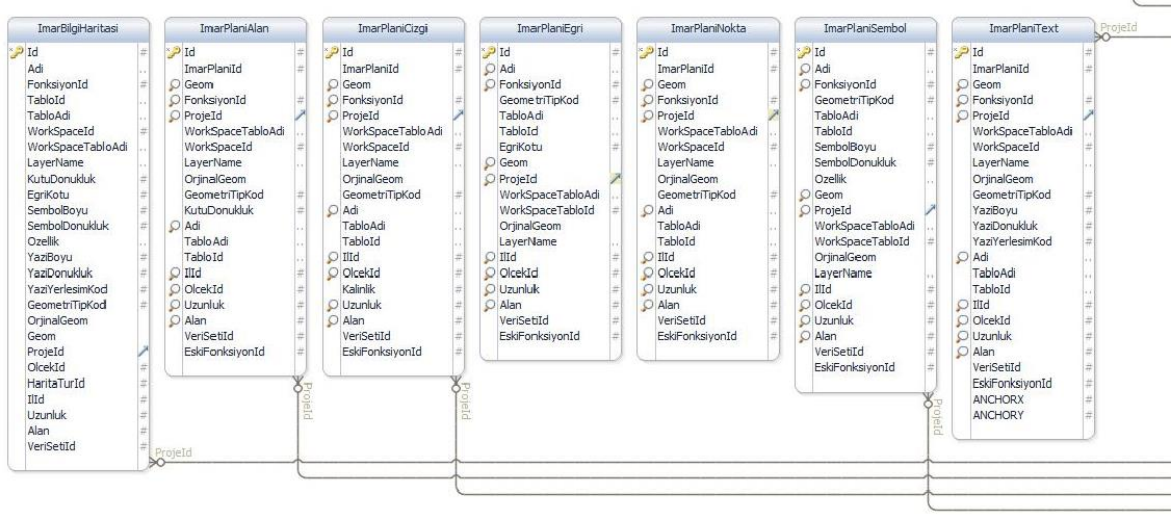 ImarBilgiHaritasi
Id
Adi
FonksiyonId
TabloId
TabloAdi
WorkSpaceId
WorkSpaceTabloAdi
LayerName
KutuDonukluk
EgriKotu
SembolBoyu
SembolDonukluk
Ozellik
YaziBoyu
YaziDonukluk
YaziYerlesimKod
GeometriTipKod
OrjinalGeom
Geom
ProjeId
OlcekId
HaritaTurId
IlId
Uzunluk
Alan
VeriSetiId
ProjeId
ImarPlaniAlan
Id
ImarPlaniId
Geom
FonksiyonId
ProjeId
WorkSpaceTabloAdi
WorkSpaceId
LayerName
OrjinalGeom
GeometriTipKod
KutuDonukluk
Adi
TabloAdi
TabloId
IlId
OlcekId
Uzunluk
Alan
VeriSetiId
EskiFonksiyonId
ProjeId
ImarPlaniCizgi
Id
ImarPlaniId
Geom
FonksiyonId
ProjeId
WorkSpaceTabloAdi
WorkSpaceId
LayerName
OrjinalGeom
GeometriTipKod
Adi
TabloAdi
TabloId
IlId
OlcekId
Kalinlik
Uzunluk
Alan
VeriSetiId
EskiFonksiyonId
ProjeId
ImarPlaniEgri
Id
Adi
FonksiyonId
GeometriTipKod
TabloAdi
TabloId
EgriKotu
Geom
ProjeId
WorkSpaceTabloAdi
WorkSpaceTabloId
OrjinalGeom
LayerName
IlId
OlcekId
Uzunluk
Alan
VeriSetiId
EskiFonksiyonId
ImarPlaniNokta
Id
ImarPlaniId
Geom
FonksiyonId
ProjeId
WorkSpaceTabloAdi
WorkSpaceId
LayerName
OrjinalGeom
GeometriTipKod
Adi
TabloAdi
TabloId
IlId
OlcekId
Uzunluk
Alan
VeriSetiId
EskiFonksiyonId
ImarPlaniSembol
Id
Adi
FonksiyonId
GeometriTipKod
TabloAdi
TabloId
SembolBoyu
SembolDonukluk
Ozellik
Geom
ProjeId
WorkSpaceTabloAdi
WorkSpaceTabloId
OrjinalGeom
LayerName
IlId
OlcekId
Uzunluk
Alan
VeriSetiId
EskiFonksiyonId
ProjeId
ImarPlaniText
Id
ImarPlaniId
Geom
FonksiyonId
ProjeId
WorkSpaceTabloAdi
WorkSpaceId
LayerName
OrjinalGeom
GeometriTipKod
YaziBoyu
YaziDonukluk
YaziYerlesimKod
Adi
TabloAdi
TabloId
IlId
OlcekId
Uzunluk
Alan
VeriSetiId
EskiFonksiyonId
ANCHORX
ANCHORY
ProjeId